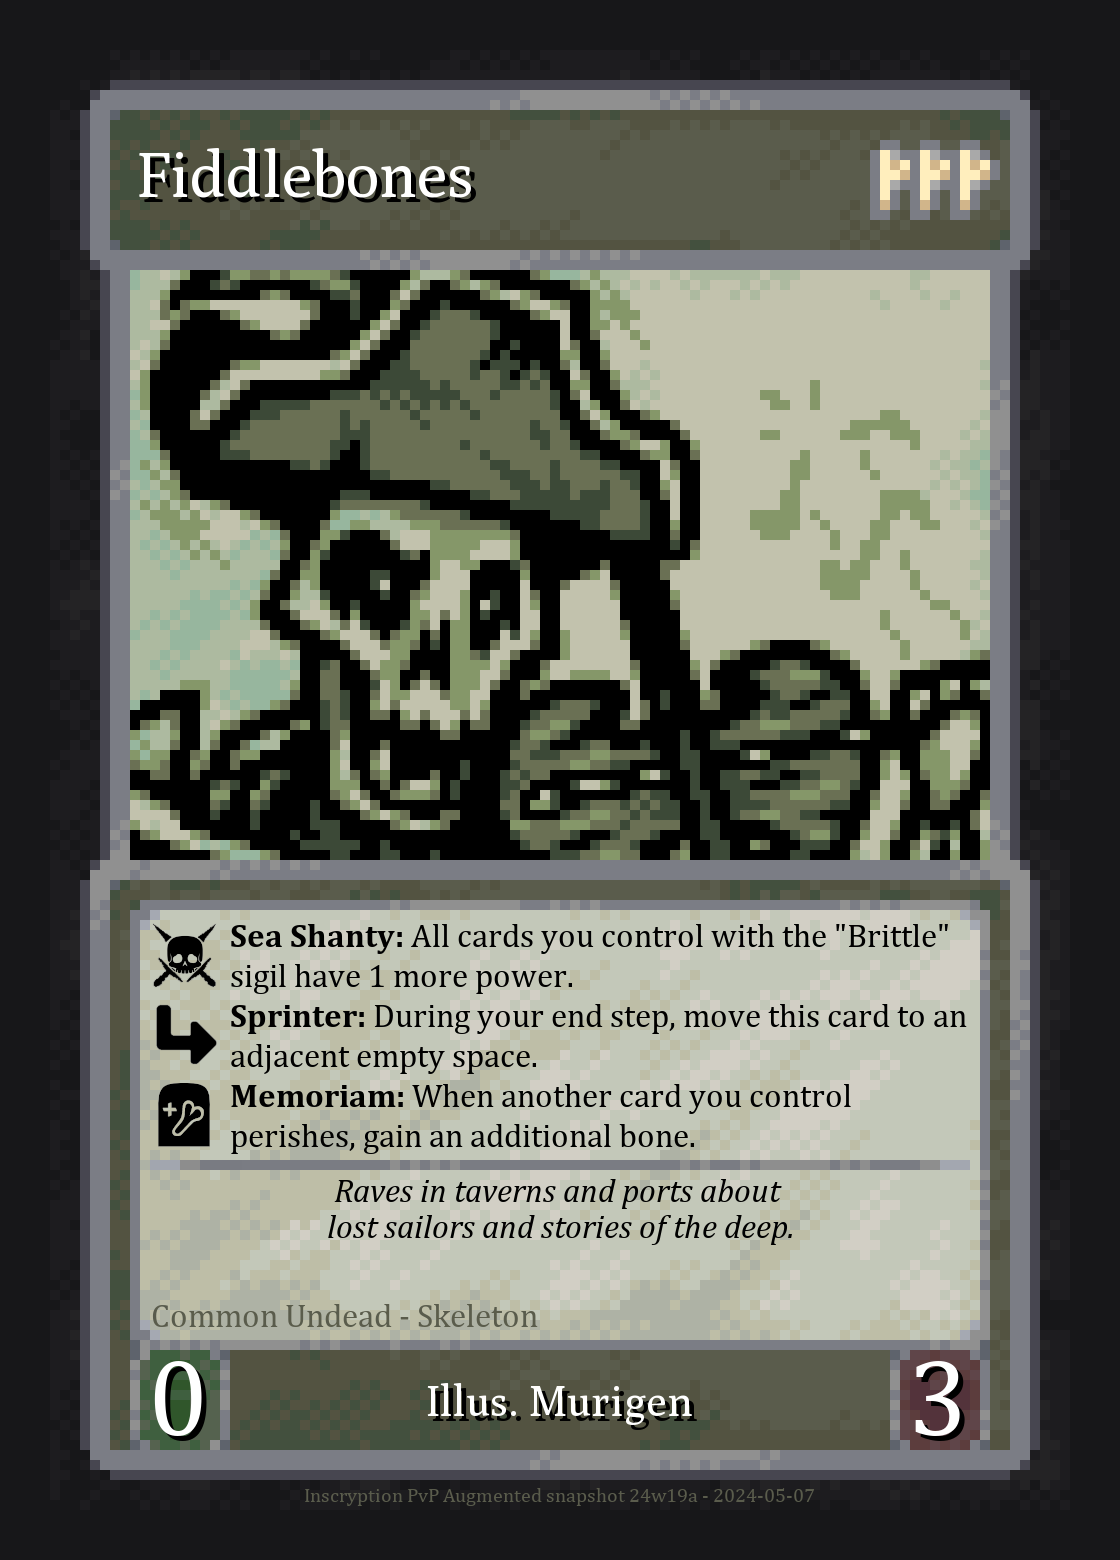 Fiddlebones
Sea Shanty: All cards you control with the "Brittle"
sigil have 1 more power.
Sprinter: During your end step, move this card to an
adjacent empty space.
Memoriam: When another card you control
perishes, gain an additional bone.
Raves in taverns and ports about
lost sailors and stories of the deep.
Common Undead - Skeleton
0
Illus. Murigen
3
Inscryption PvP Augmented snapshot 24w19a - 2024-05-07